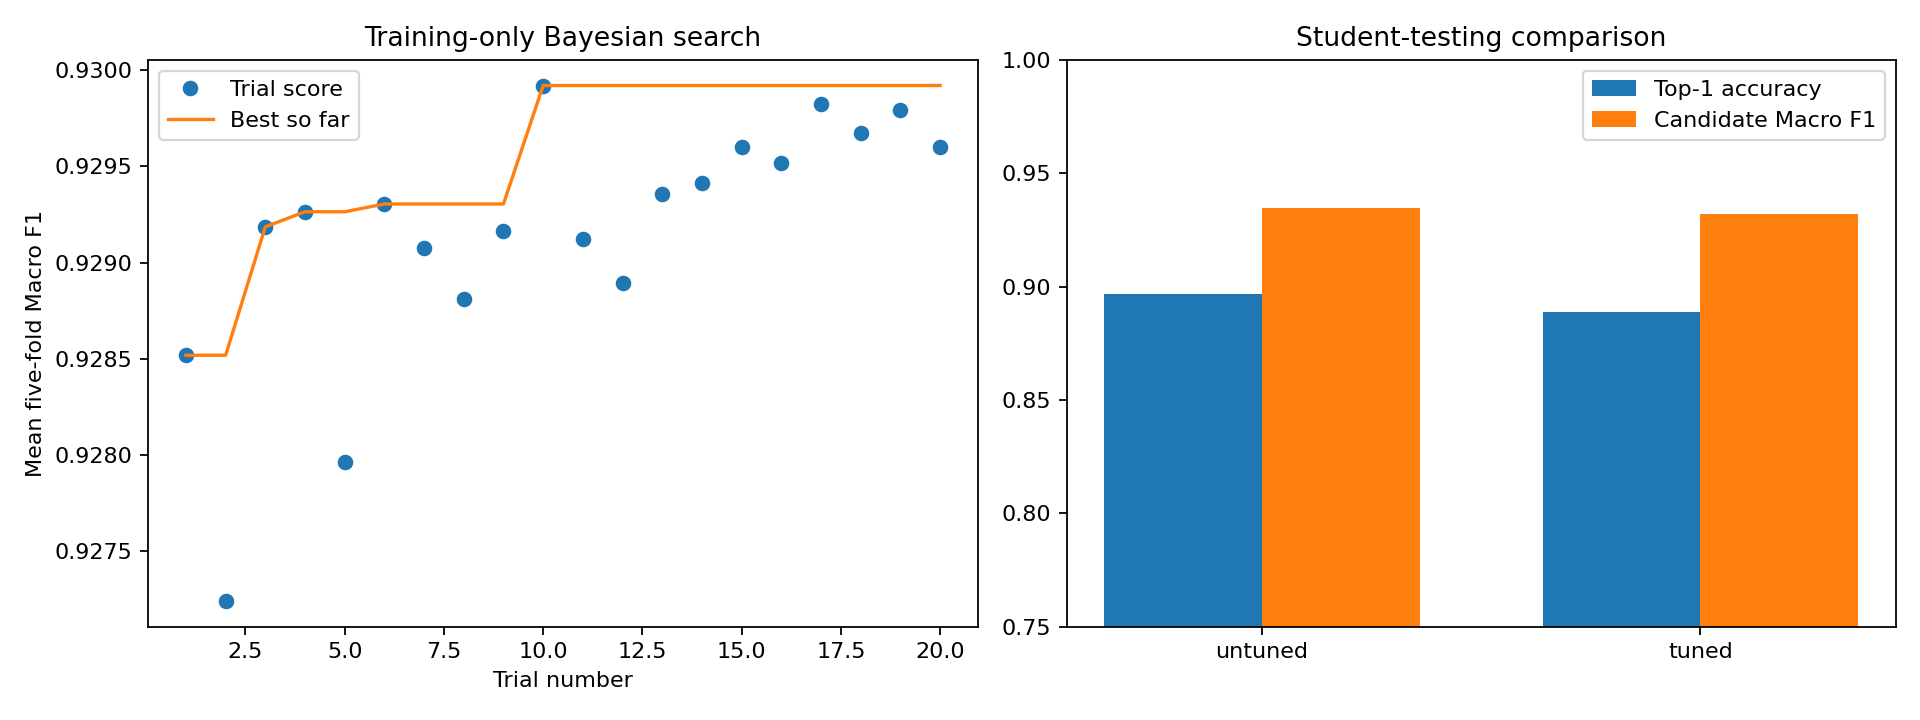 Training-only Bayesian search
Trial score
Best so far
0.9300
0.9295
0.9290
0.9285
0.9280
0.9275
Mean five-fold Macro F1
2.5 5.0 7.5 10.0 12.5 15.0 17.5 20.0
Trial number
Student-testing comparison
Top-1 accuracy
Candidate Macro F1
1.00
0.95
0.90
0.85
0.80
0.75
untuned tuned